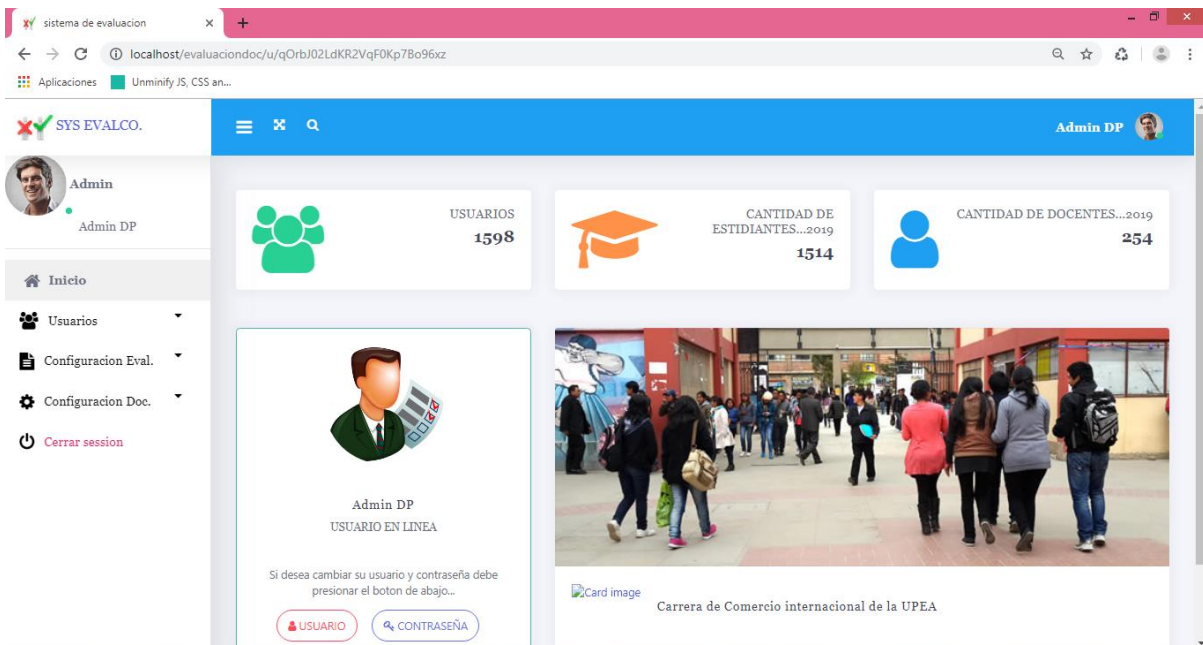 sistema de evaluacion
localhost/evaluaciondoc/u/qOrbJ02LdKR2VqF0Kp7Bo96xz
Aplicaciones
Unminify JS, CSS an...
SYS EVALCO.
Admin DP
Admin
Admin DP
Inicio
Usuarios
Configuracion Eval.
Configuracion Doc.
Cerrar session
USUARIOS
1598
CANTIDAD DE
ESTIDIANTES...2019
1514
CANTIDAD DE DOCENTES...2019
254
Admin DP
USUARIO EN LINEA
Si desea cambiar su usuario y contraseña debe
presionar el boton de abajo...
USUARIO
CONTRASEÑA
Card image
Carrera de Comercio internacional de la UPEA